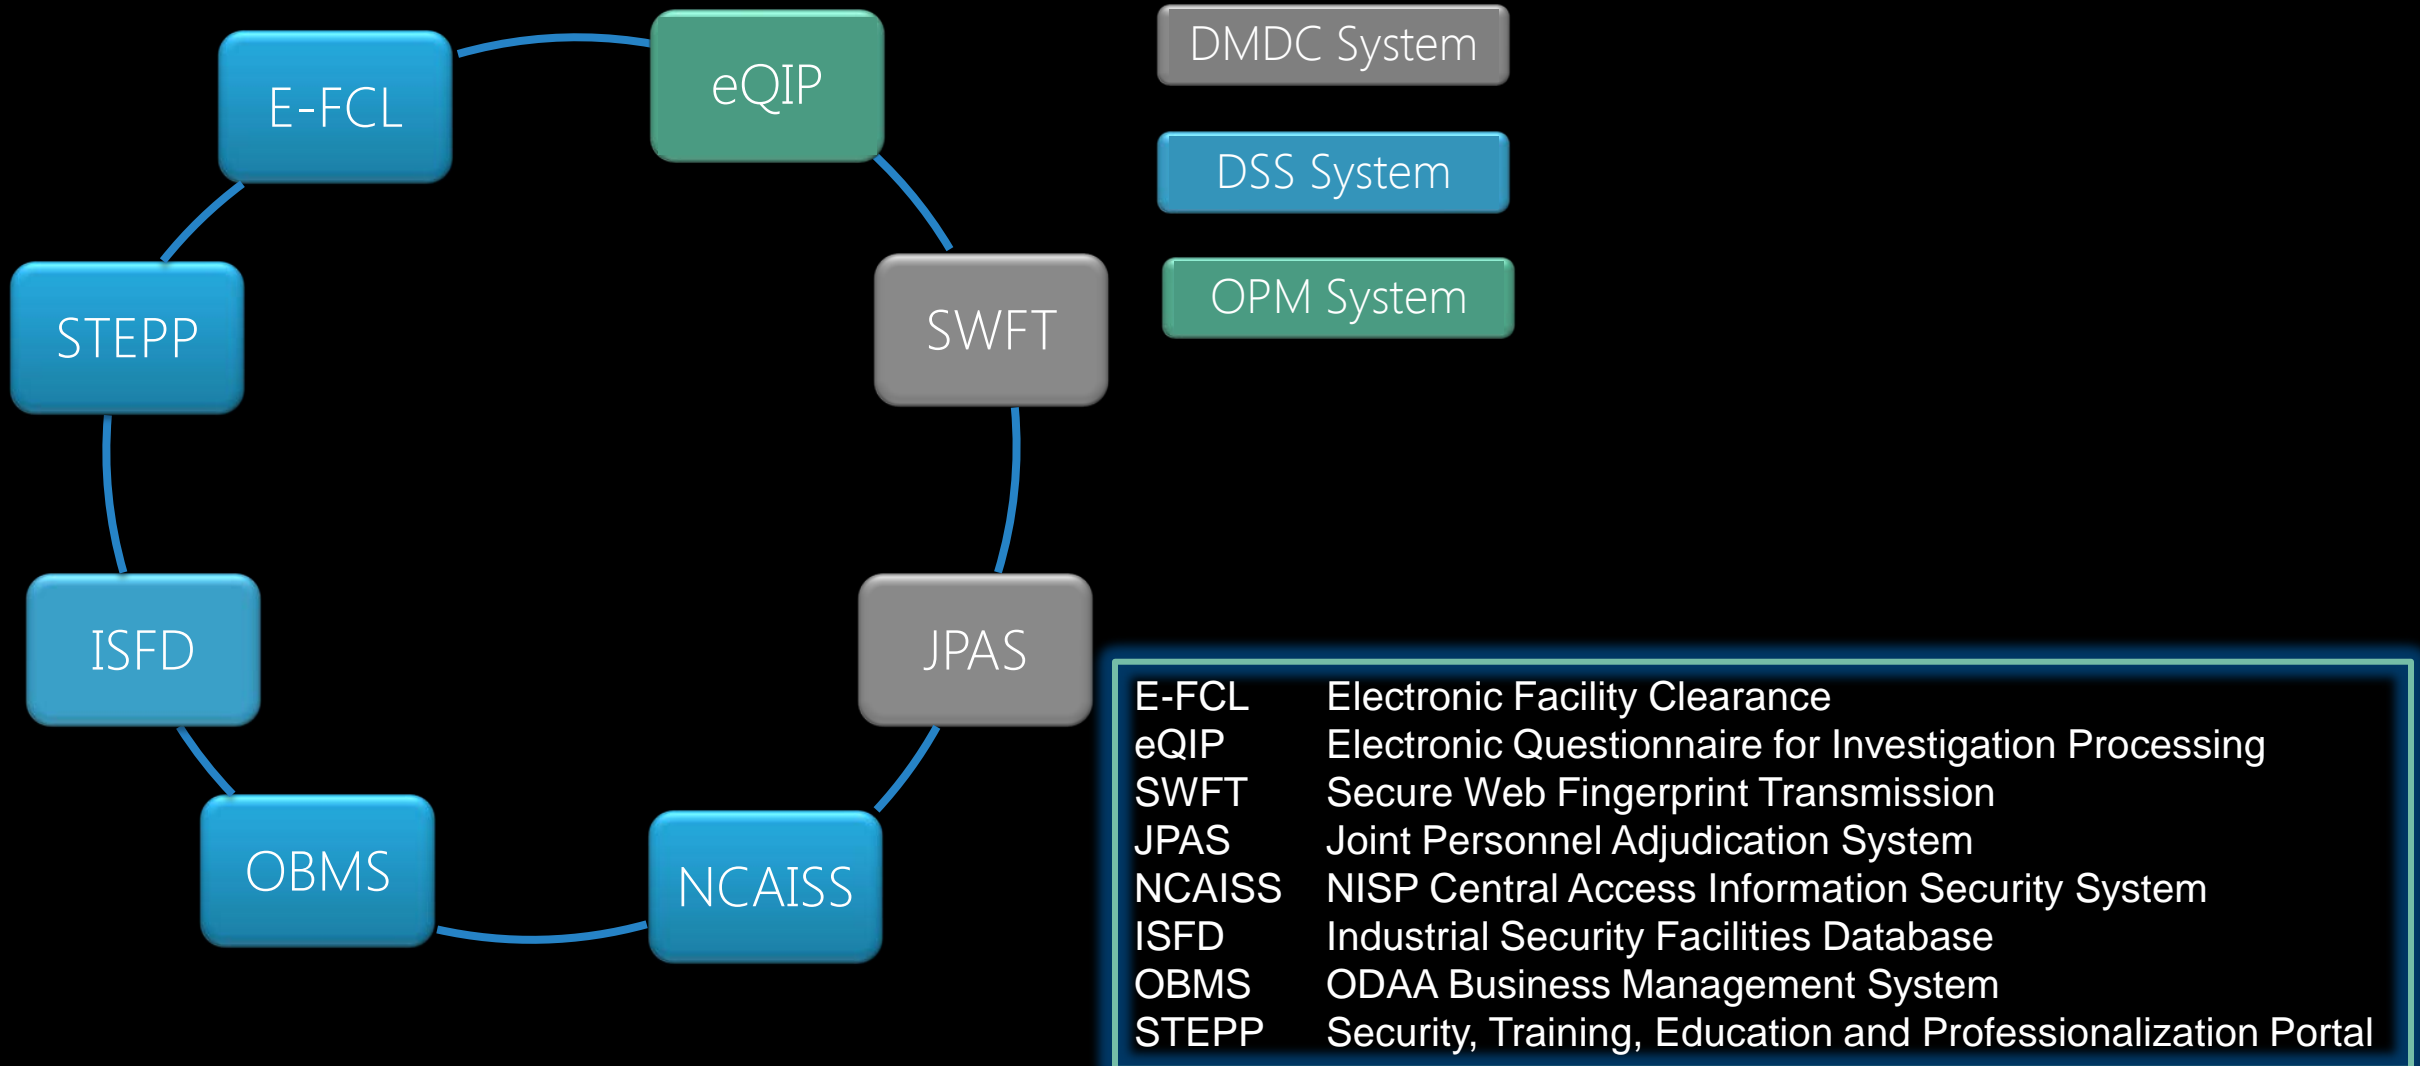 E-FCL
eQIP
STEPP
SWFT
ISFD
JPAS
OBMS
NCAISS
DMDC System
DSS System
OPM System
E-FCL Electronic Facility Clearance
eQIP Electronic Questionnaire for Investigation Processing
SWFT Secure Web Fingerprint Transmission
JPAS Joint Personnel Adjudication System
NCAISS NISP Central Access Information Security System
ISFD Industrial Security Facilities Database
OBMS ODAA Business Management System
STEPP Security, Training, Education and Professionalization Portal